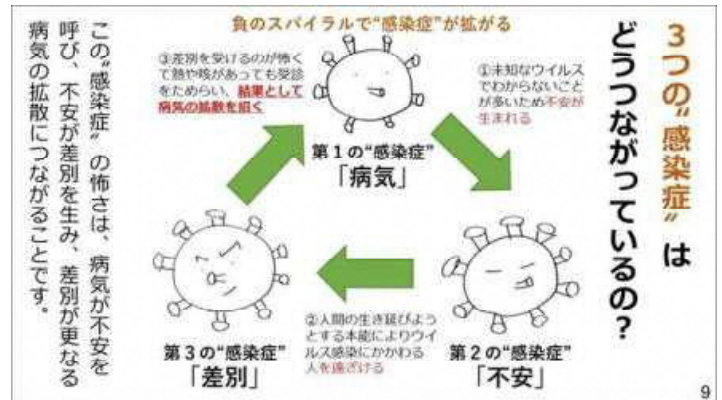 3つの”感染症”は
どうつながっているの？
負のスパイラルで“感染症”が拡がる
①未知なウイルス
でわからないこと
が多いため不安が
生まれる
第1の“感染症”
「病気」
②人間の生き延びよう
とする本能によりウイ
ルス感染にかかわる
人を遠ざける
第2の“感染症”
「不安」
③差別を受けるのが怖く
て熱や咳があっても受診
をためらい、結果として
病気の拡散を招く
第3の“感染症”
「差別」
この”感染症”の怖さは、病気が不安を
呼び、不安が差別を生み、差別が更なる
病気の拡散につながることです。
9